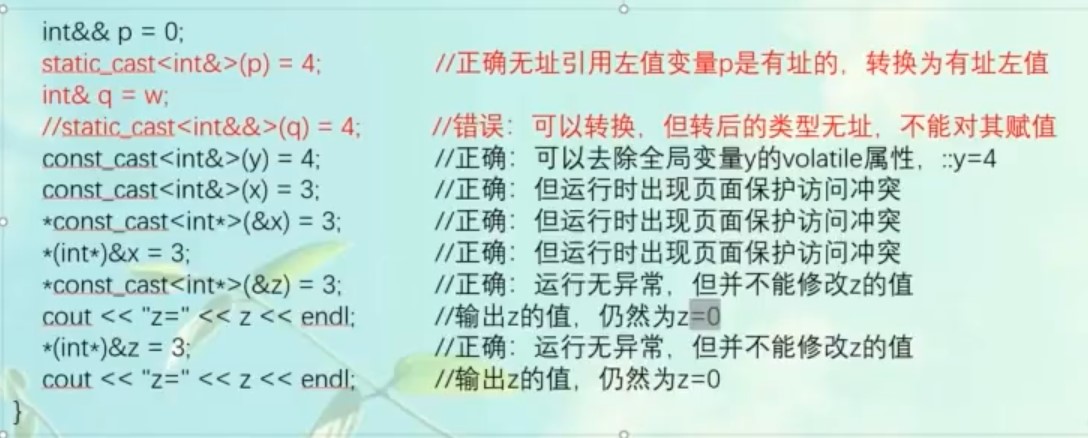 int&& p = 0;
static_cast<int&>(p) = 4; //正确无址引用左值变量p是有址的，转换为有址左值
int& q = w;
//static_cast<int&&>(q) = 4; //错误：可以转换，但转后的类型无址，不能对其赋值
const_cast<int&>(y) = 4; //正确：可以去除全局变量y的volatile属性，::y=4
const_cast<int&>(x) = 3; //正确：但运行时出现页面保护访问冲突
*const_cast<int*>(&x) = 3; //正确：但运行时出现页面保护访问冲突
*(int*)&x = 3; //正确：但运行时出现页面保护访问冲突
*const_cast<int*>(&z) = 3; //正确：运行无异常，但并不能修改z的值
cout << "z=" << z << endl; //输出z的值，仍然为z=0
*(int*)&z = 3; //正确：运行无异常，但并不能修改z的值
cout << "z=" << z << endl; //输出z的值，仍然为z=0
}